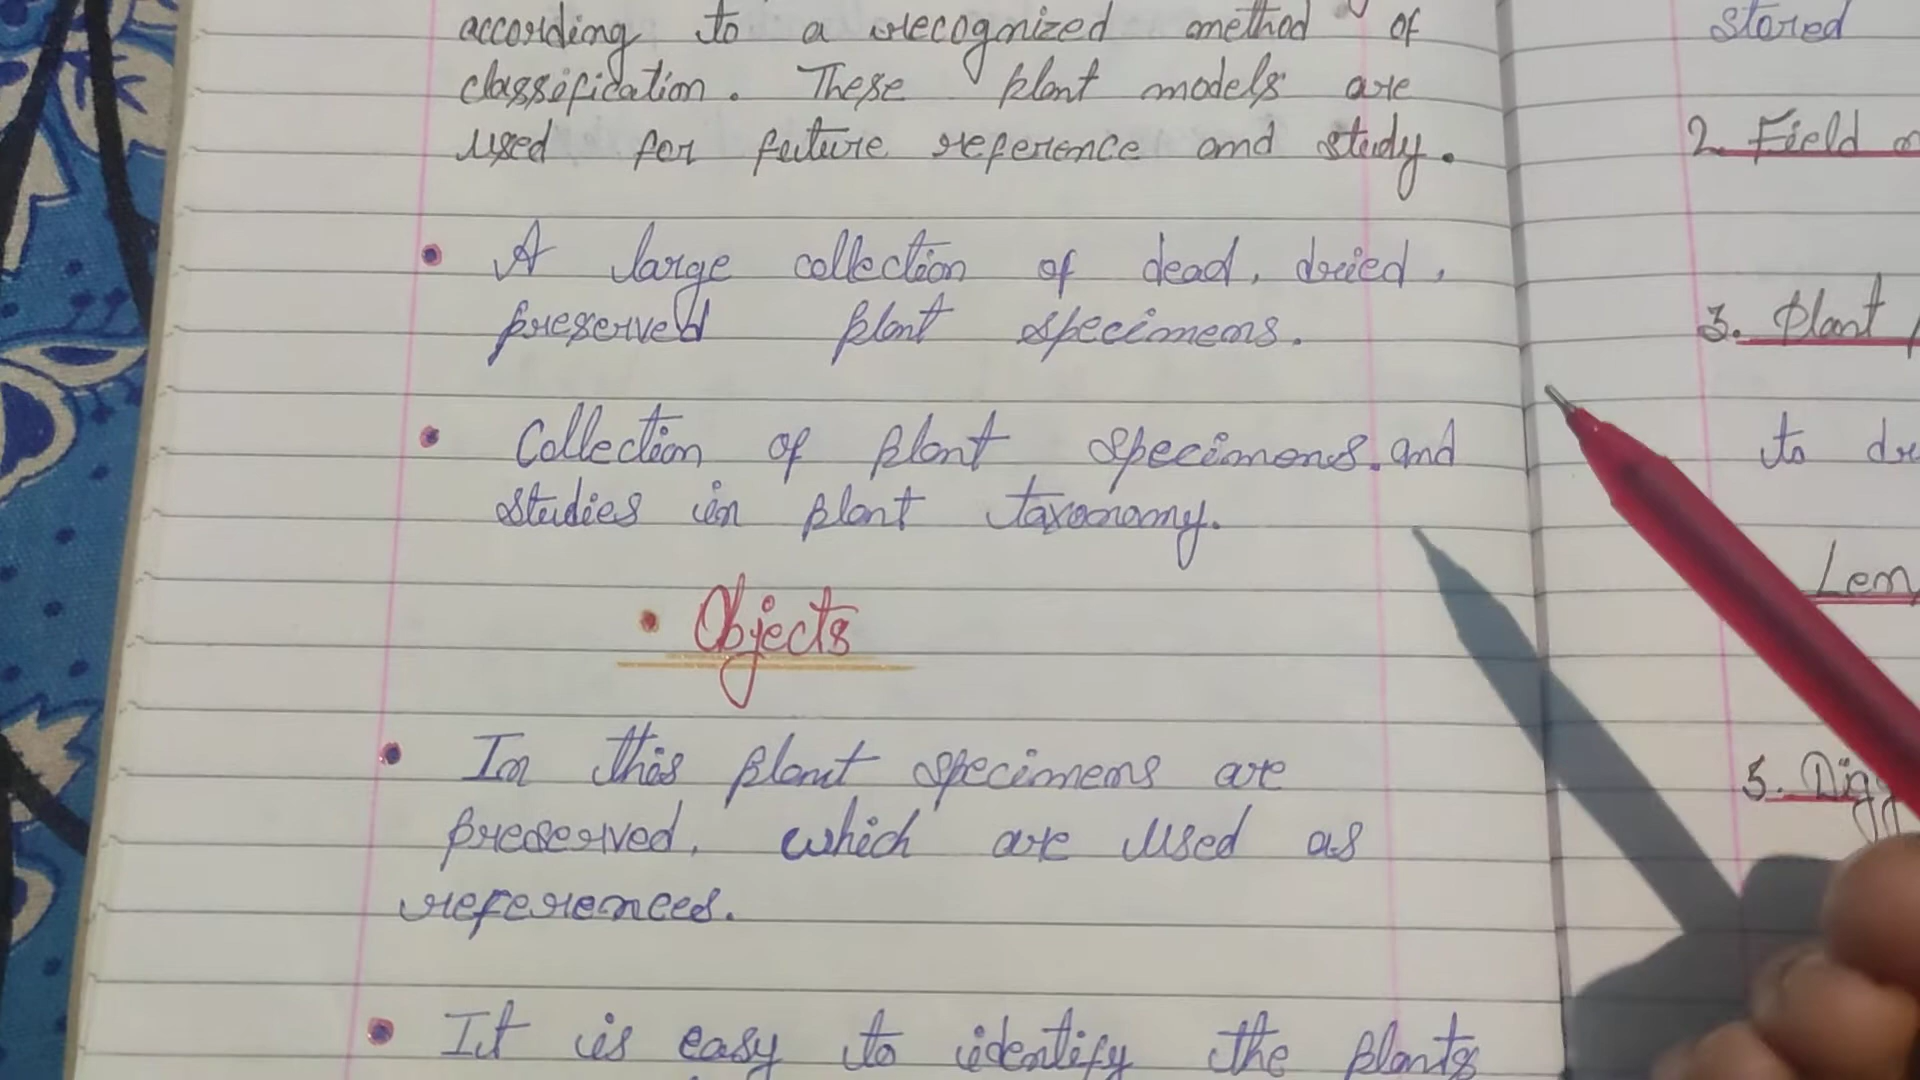 according to a recognized method of
classification. These plant models are
used for future reference and study.
• A large collection of dead, dried,
preserved plant specimens.
• Collection of plant specimens. and
studies in plant taxonomy.
• Objects
• In this plant specimens are
preserved, which are used as
references.
• It is easy to identify the plants
stored
2. Field
3. Plant
to
5.